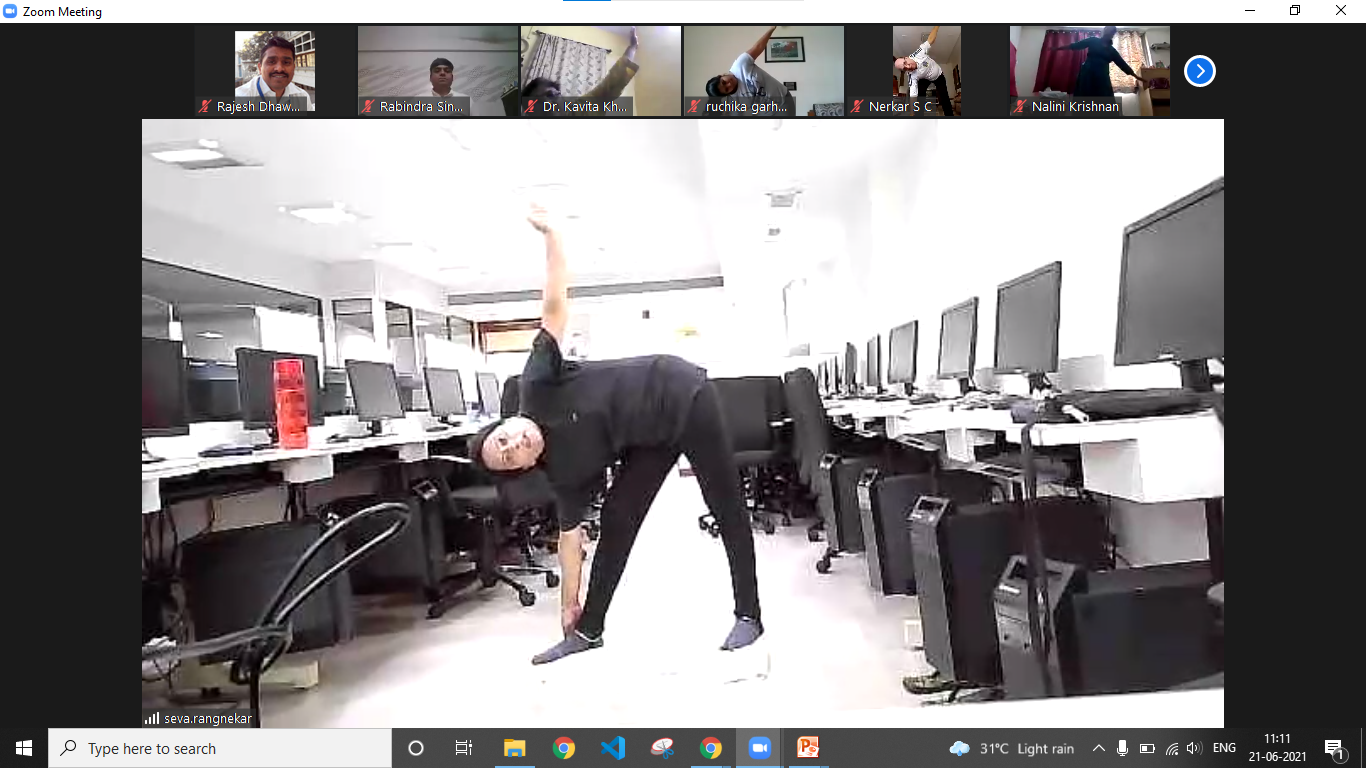 Zoom Meeting
Rajesh Dhaw...
Rabindra Sin...
Dr. Kavita Kh...
ruchika garh...
Nerkar S C
Nalini Krishnan
seva.rangnekar
Type here to search
31°C Light rain
ENG
11:11
21-06-2021
1